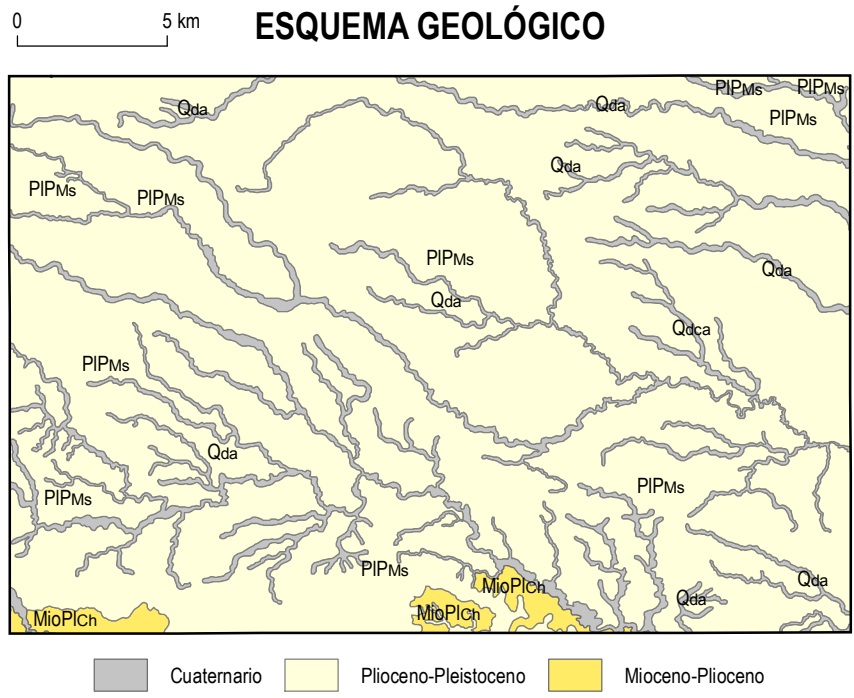 0 5 km
ESQUEMA GEOLÓGICO
PlPMs PlPMs
Qda Qda
PlPMs
Qda
PlPMs
PlPMs
PlPMs
Qda
Qda
Qdca
PlPMs
Qda
PlPMs
PlPMs
PlPMs
Qda
MioPlCh
Qda
MioPlCh
MioPlCh
Cuaternario Plioceno-Pleistoceno Mioceno-Plioceno